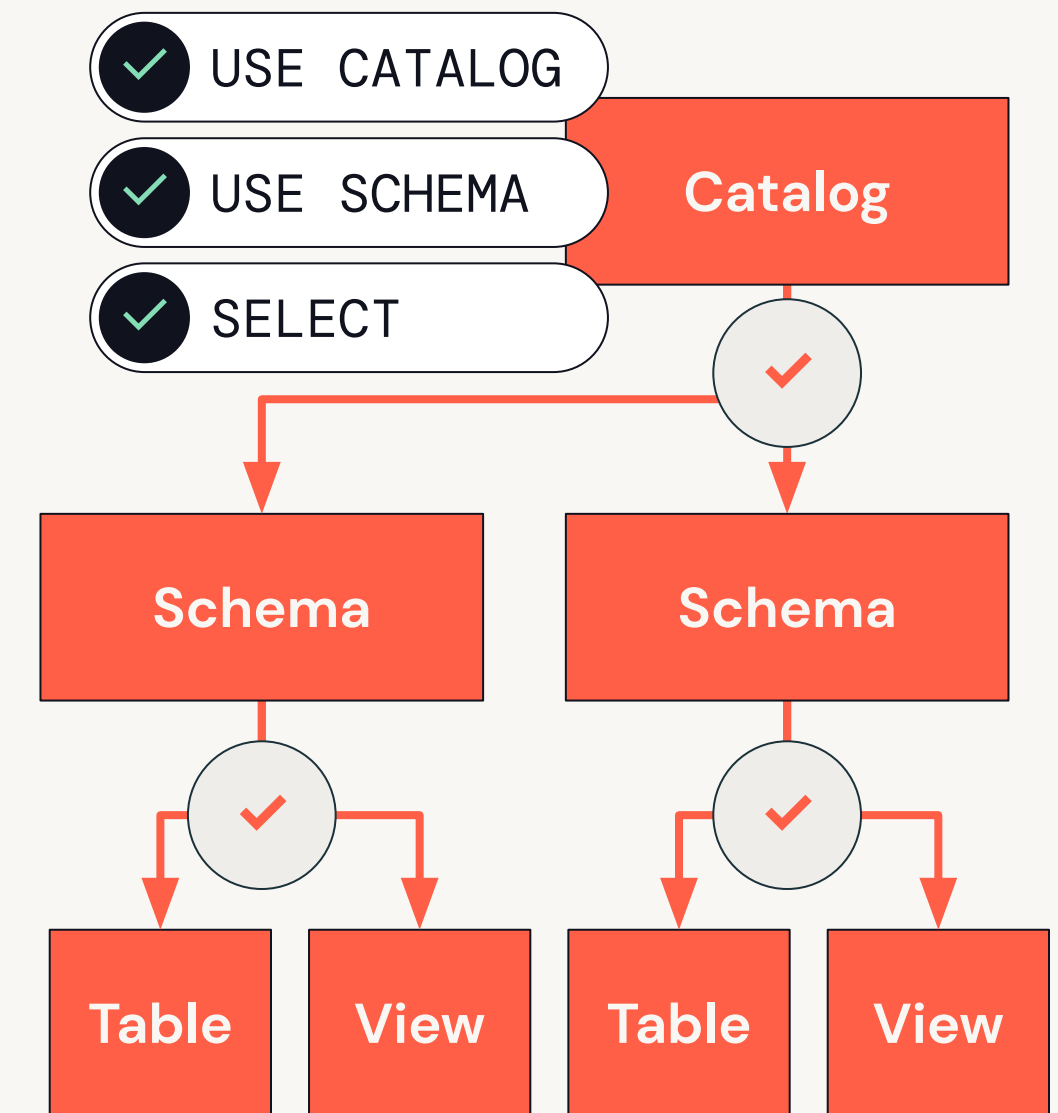 USE CATALOG
USE SCHEMA
SELECT
Catalog
Schema
Schema
Table
View
Table
View